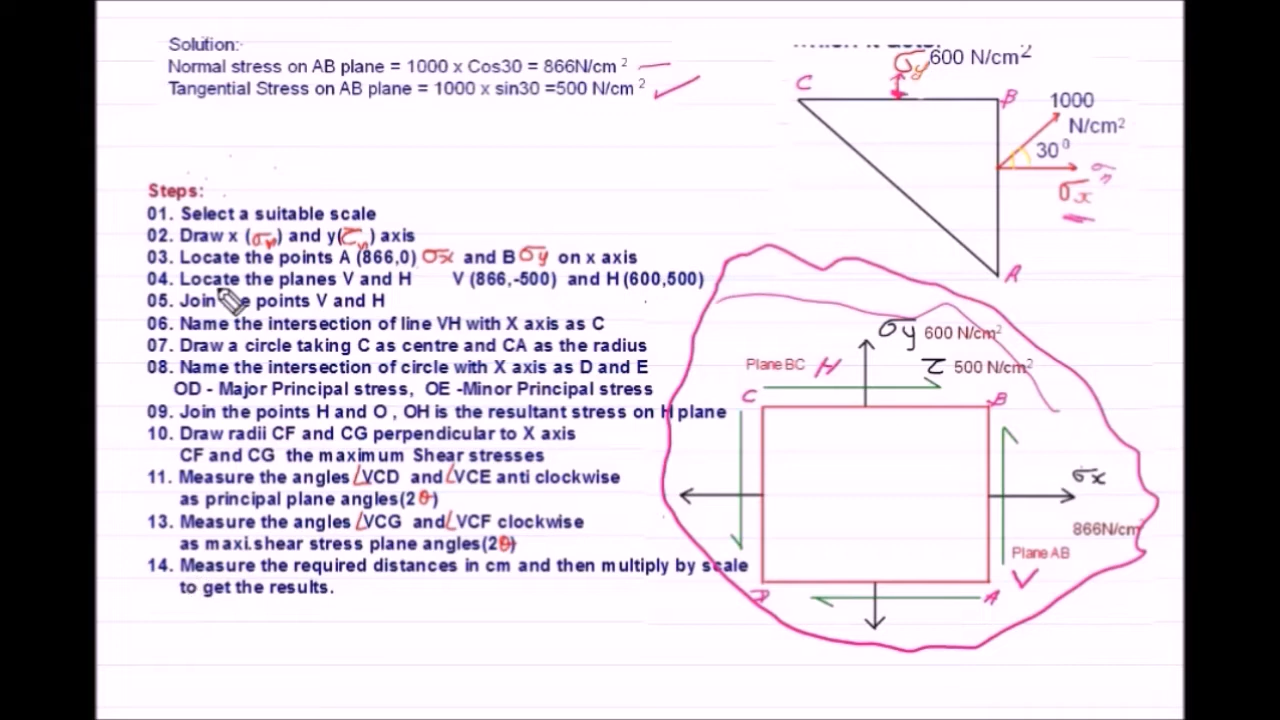 Solution:
Normal stress on AB plane = 1000 x Cos30 = 866N/cm ²
Tangential Stress on AB plane = 1000 x sin30 =500 N/cm ²
σy 600 N/cm²
C
B
1000
N/cm²
30⁰
σn
σx
A
Steps:
01. Select a suitable scale
02. Draw x (σn) and y(τn) axis
03. Locate the points A (866,0) σx and B σy on x axis
04. Locate the planes V and H V (866,-500) and H (600,500)
05. Join the points V and H
06. Name the intersection of line VH with X axis as C
07. Draw a circle taking C as centre and CA as the radius
08. Name the intersection of circle with X axis as D and E
OD - Major Principal stress, OE -Minor Principal stress
09. Join the points H and O , OH is the resultant stress on H plane
10. Draw radii CF and CG perpendicular to X axis
CF and CG the maximum Shear stresses
11. Measure the angles ∠VCD and ∠VCE anti clockwise
as principal plane angles(2θ)
13. Measure the angles ∠VCG and ∠VCF clockwise
as maxi.shear stress plane angles(2θ)
14. Measure the required distances in cm and then multiply by scale
to get the results.
σy 600 N/cm²
Plane BC H
τ 500 N/cm²
C
B
σx
866N/cm
Plane AB
V
D
A